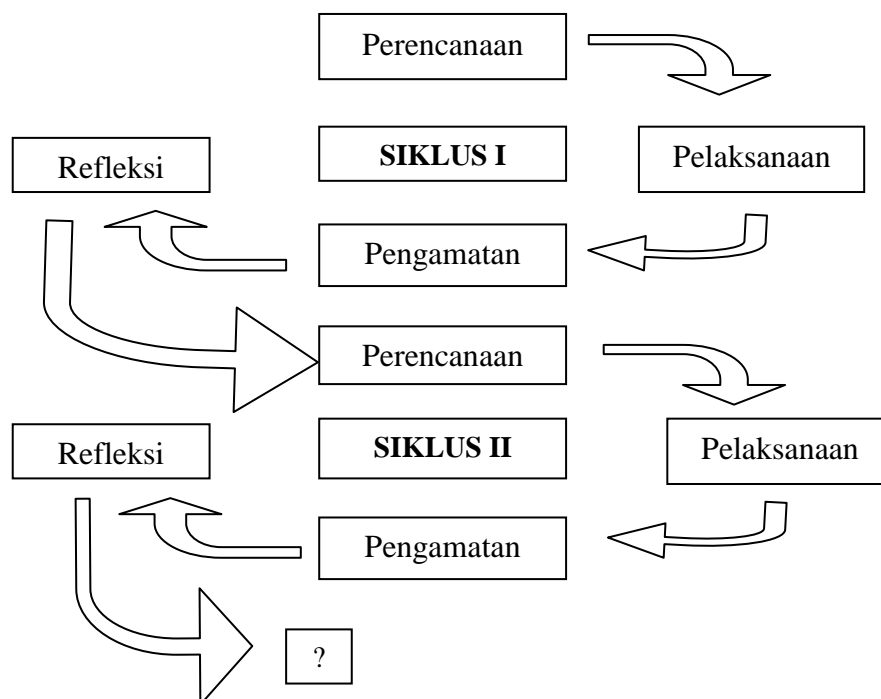 Perencanaan
Refleksi
SIKLUS I
Pelaksanaan
Pengamatan
Perencanaan
Refleksi
SIKLUS II
Pelaksanaan
Pengamatan
?